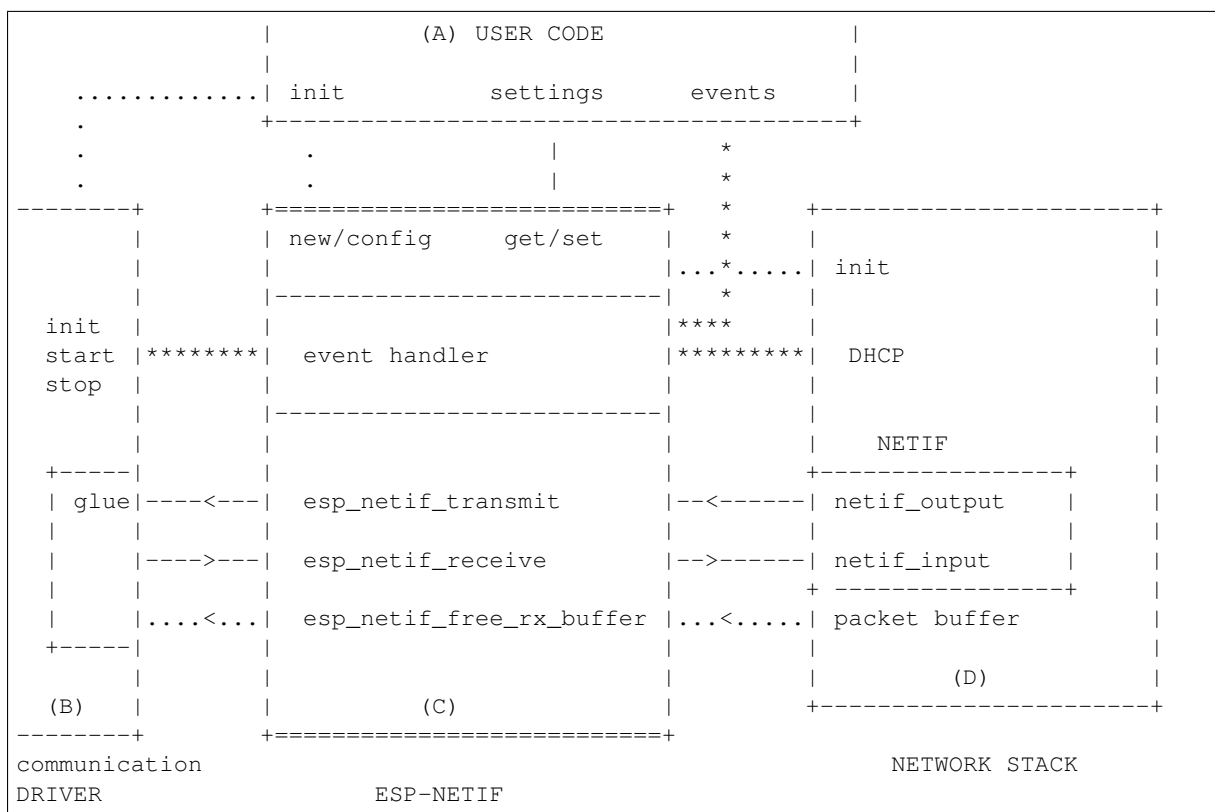 |          (A) USER CODE                 |
                 |                                        |
    .............| init          settings      events     |
    .            +----------------------------------------+
    .               .                |           *
    .               .                |           *
--------+        +===========================+   *     +-----------------------+
        |        | new/config     get/set    |   *     |                       |
        |        |                           |...*.....| init                  |
        |        |---------------------------|   *     |                       |
  init  |        |                           |****     |                       |
  start |********|  event handler            |*********|  DHCP                 |
  stop  |        |                           |         |                       |
        |        |---------------------------|         |                       |
        |        |                           |         |    NETIF              |
  +-----|        |                           |         +-----------------+     |
  | glue|----<---|  esp_netif_transmit       |--<------| netif_output    |     |
  |     |        |                           |         |                 |     |
  |     |---->---|  esp_netif_receive        |-->------| netif_input     |     |
  |     |        |                           |         + ----------------+     |
  |     |....<...|  esp_netif_free_rx_buffer |...<.....| packet buffer         |
  +-----|        |                           |         |                       |
        |        |                           |         |         (D)           |
  (B)   |        |          (C)              |         +-----------------------+
--------+        +===========================+
communication                                                NETWORK STACK
DRIVER                   ESP-NETIF